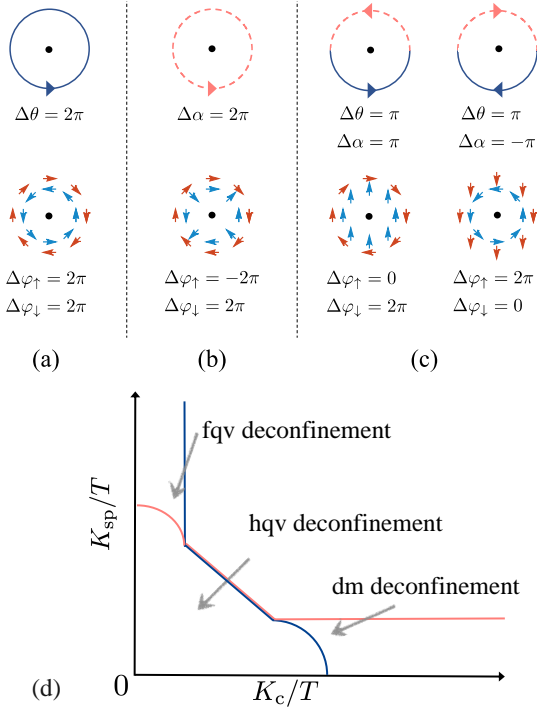 Δθ = 2π
Δα = 2π
Δθ = π
Δα = π
Δθ = π
Δα = −π
Δφ↑ = 2π
Δφ↓ = 2π
Δφ↑ = −2π
Δφ↓ = 2π
Δφ↑ = 0
Δφ↓ = 2π
Δφ↑ = 2π
Δφ↓ = 0
(a)
(b)
(c)
fqv deconfinement
K_sp/T
hqv deconfinement
dm deconfinement
(d)
0
K_c/T